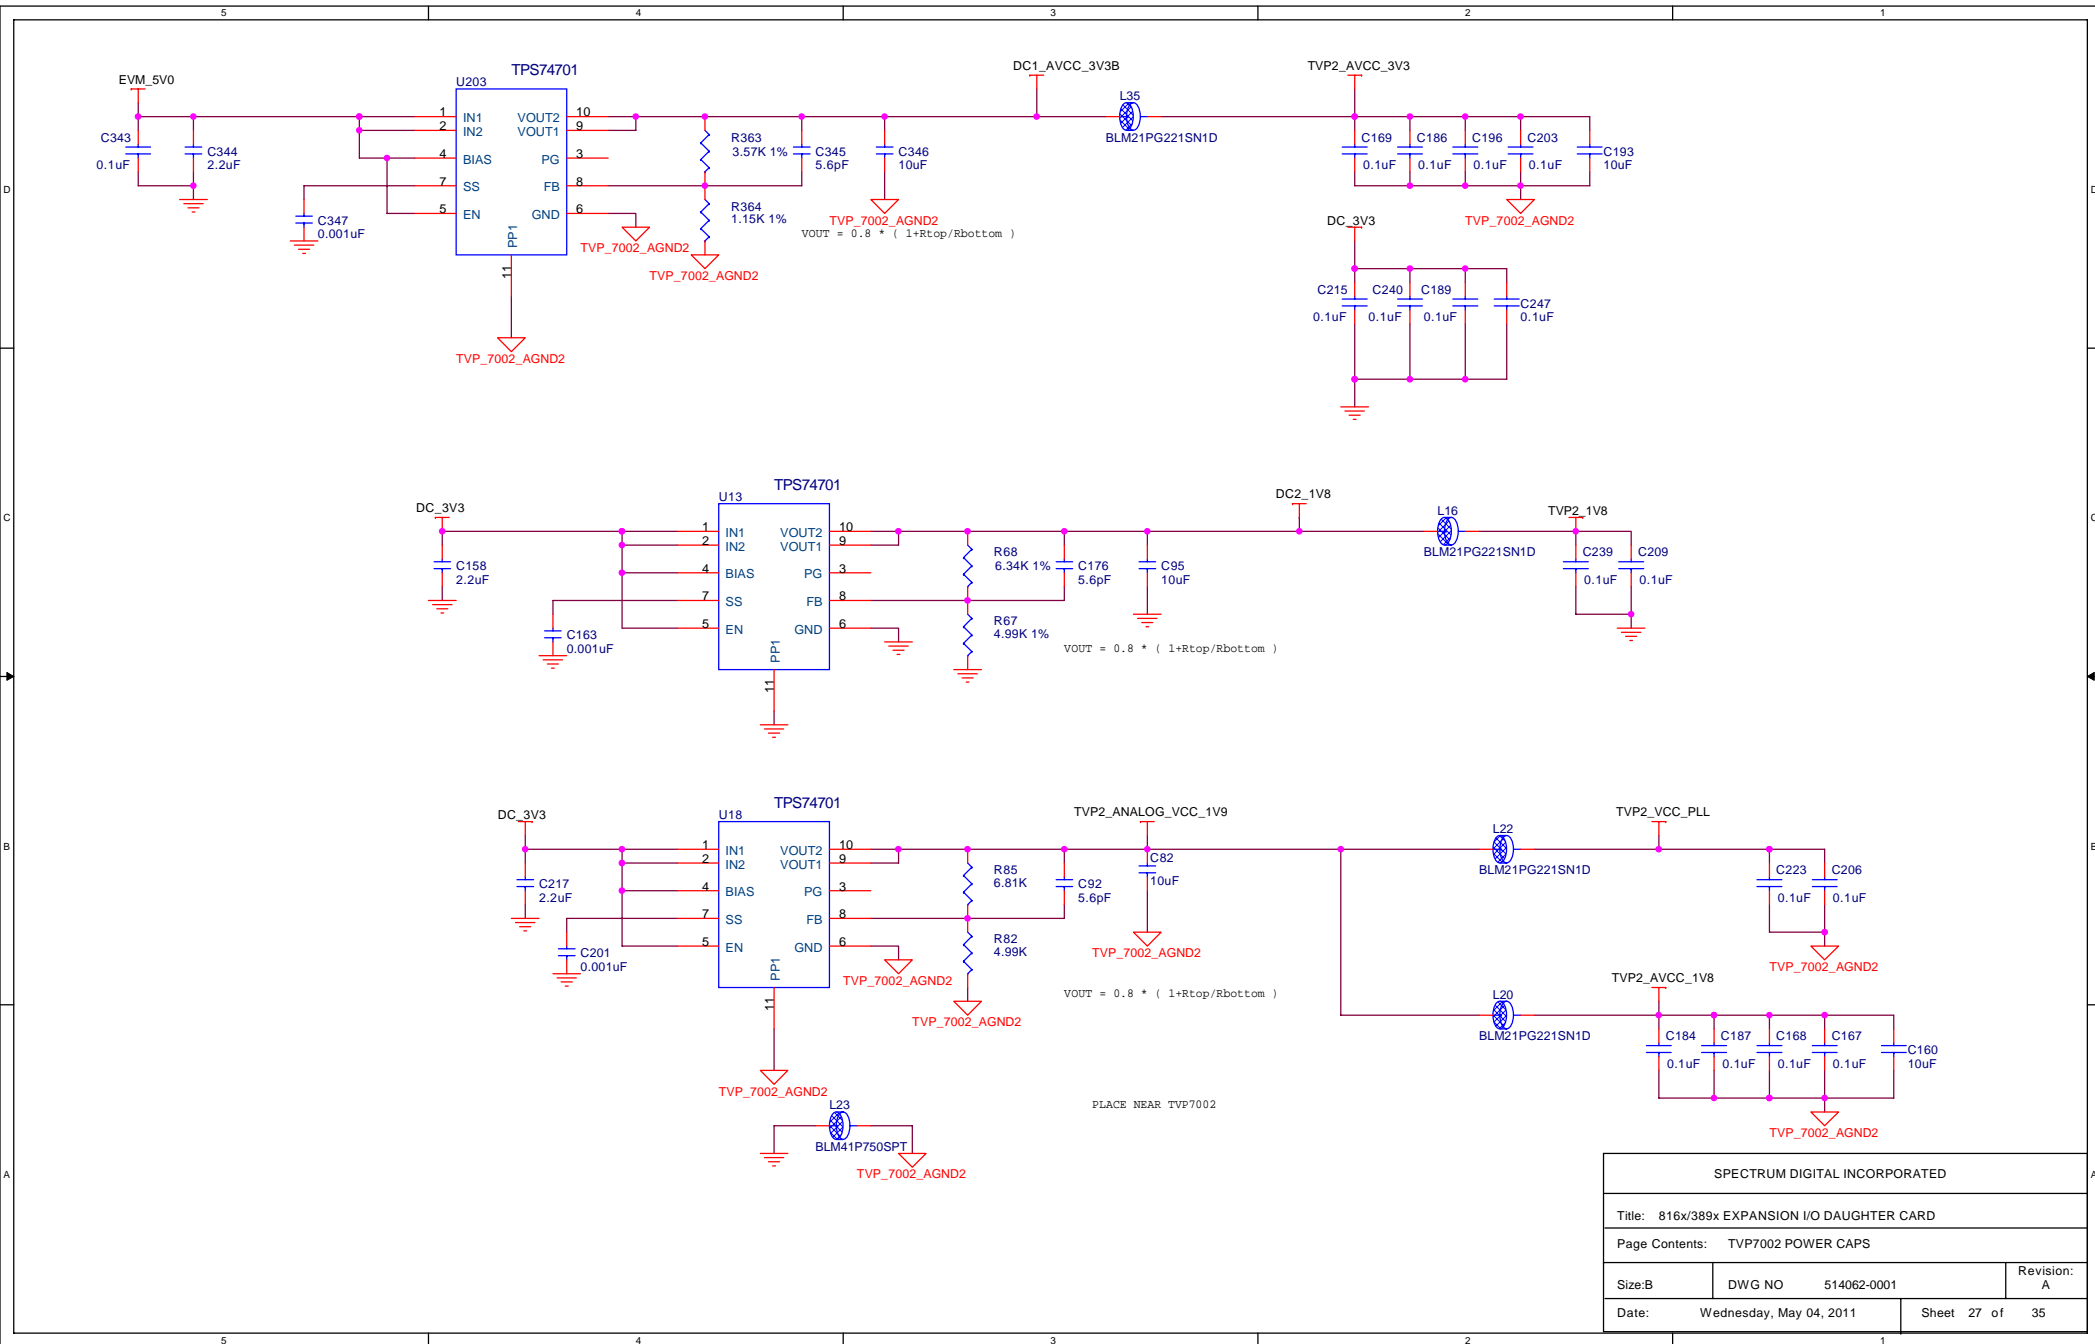 5 4 3 2 1
EVM_5V0
U203 TPS74701
1 IN1 VOUT2 10
2 IN2 VOUT1 9
4 BIAS PG 3
7 SS FB 8
5 EN GND 6
PP1
11
C343
0.1uF
C344
2.2uF
C347
0.001uF
TVP_7002_AGND2
TVP_7002_AGND2
R363
3.57K 1%
R364
1.15K 1%
TVP_7002_AGND2
C345
5.6pF
C346
10uF
TVP_7002_AGND2
VOUT = 0.8 * ( 1+Rtop/Rbottom )
DC1_AVCC_3V3B
L35
BLM21PG221SN1D
TVP2_AVCC_3V3
C169
0.1uF
C186
0.1uF
C196
0.1uF
C203
0.1uF
C193
10uF
TVP_7002_AGND2
D D
DC_3V3
C215
0.1uF
C240
0.1uF
C189
0.1uF
C247
0.1uF
DC_3V3
U13 TPS74701
1 IN1 VOUT2 10
2 IN2 VOUT1 9
4 BIAS PG 3
7 SS FB 8
5 EN GND 6
PP1
11
C158
2.2uF
C163
0.001uF
R68
6.34K 1%
R67
4.99K 1%
C176
5.6pF
C95
10uF
VOUT = 0.8 * ( 1+Rtop/Rbottom )
DC2_1V8
L16
BLM21PG221SN1D
TVP2_1V8
C239
0.1uF
C209
0.1uF
C C
DC_3V3
U18 TPS74701
1 IN1 VOUT2 10
2 IN2 VOUT1 9
4 BIAS PG 3
7 SS FB 8
5 EN GND 6
PP1
11
C217
2.2uF
C201
0.001uF
TVP_7002_AGND2
TVP_7002_AGND2
R85
6.81K
R82
4.99K
TVP_7002_AGND2
C92
5.6pF
TVP2_ANALOG_VCC_1V9
C82
10uF
TVP_7002_AGND2
VOUT = 0.8 * ( 1+Rtop/Rbottom )
L22
BLM21PG221SN1D
TVP2_VCC_PLL
C223
0.1uF
C206
0.1uF
TVP_7002_AGND2
B B
L20
BLM21PG221SN1D
TVP2_AVCC_1V8
C184
0.1uF
C187
0.1uF
C168
0.1uF
C167
0.1uF
C160
10uF
TVP_7002_AGND2
L23
BLM41P750SPT
TVP_7002_AGND2
PLACE NEAR TVP7002
A A
SPECTRUM DIGITAL INCORPORATED
Title: 816x/389x EXPANSION I/O DAUGHTER CARD
Page Contents: TVP7002 POWER CAPS
Size:B DWG NO 514062-0001 Revision: A
Date: Wednesday, May 04, 2011 Sheet 27 of 35
5 4 3 2 1